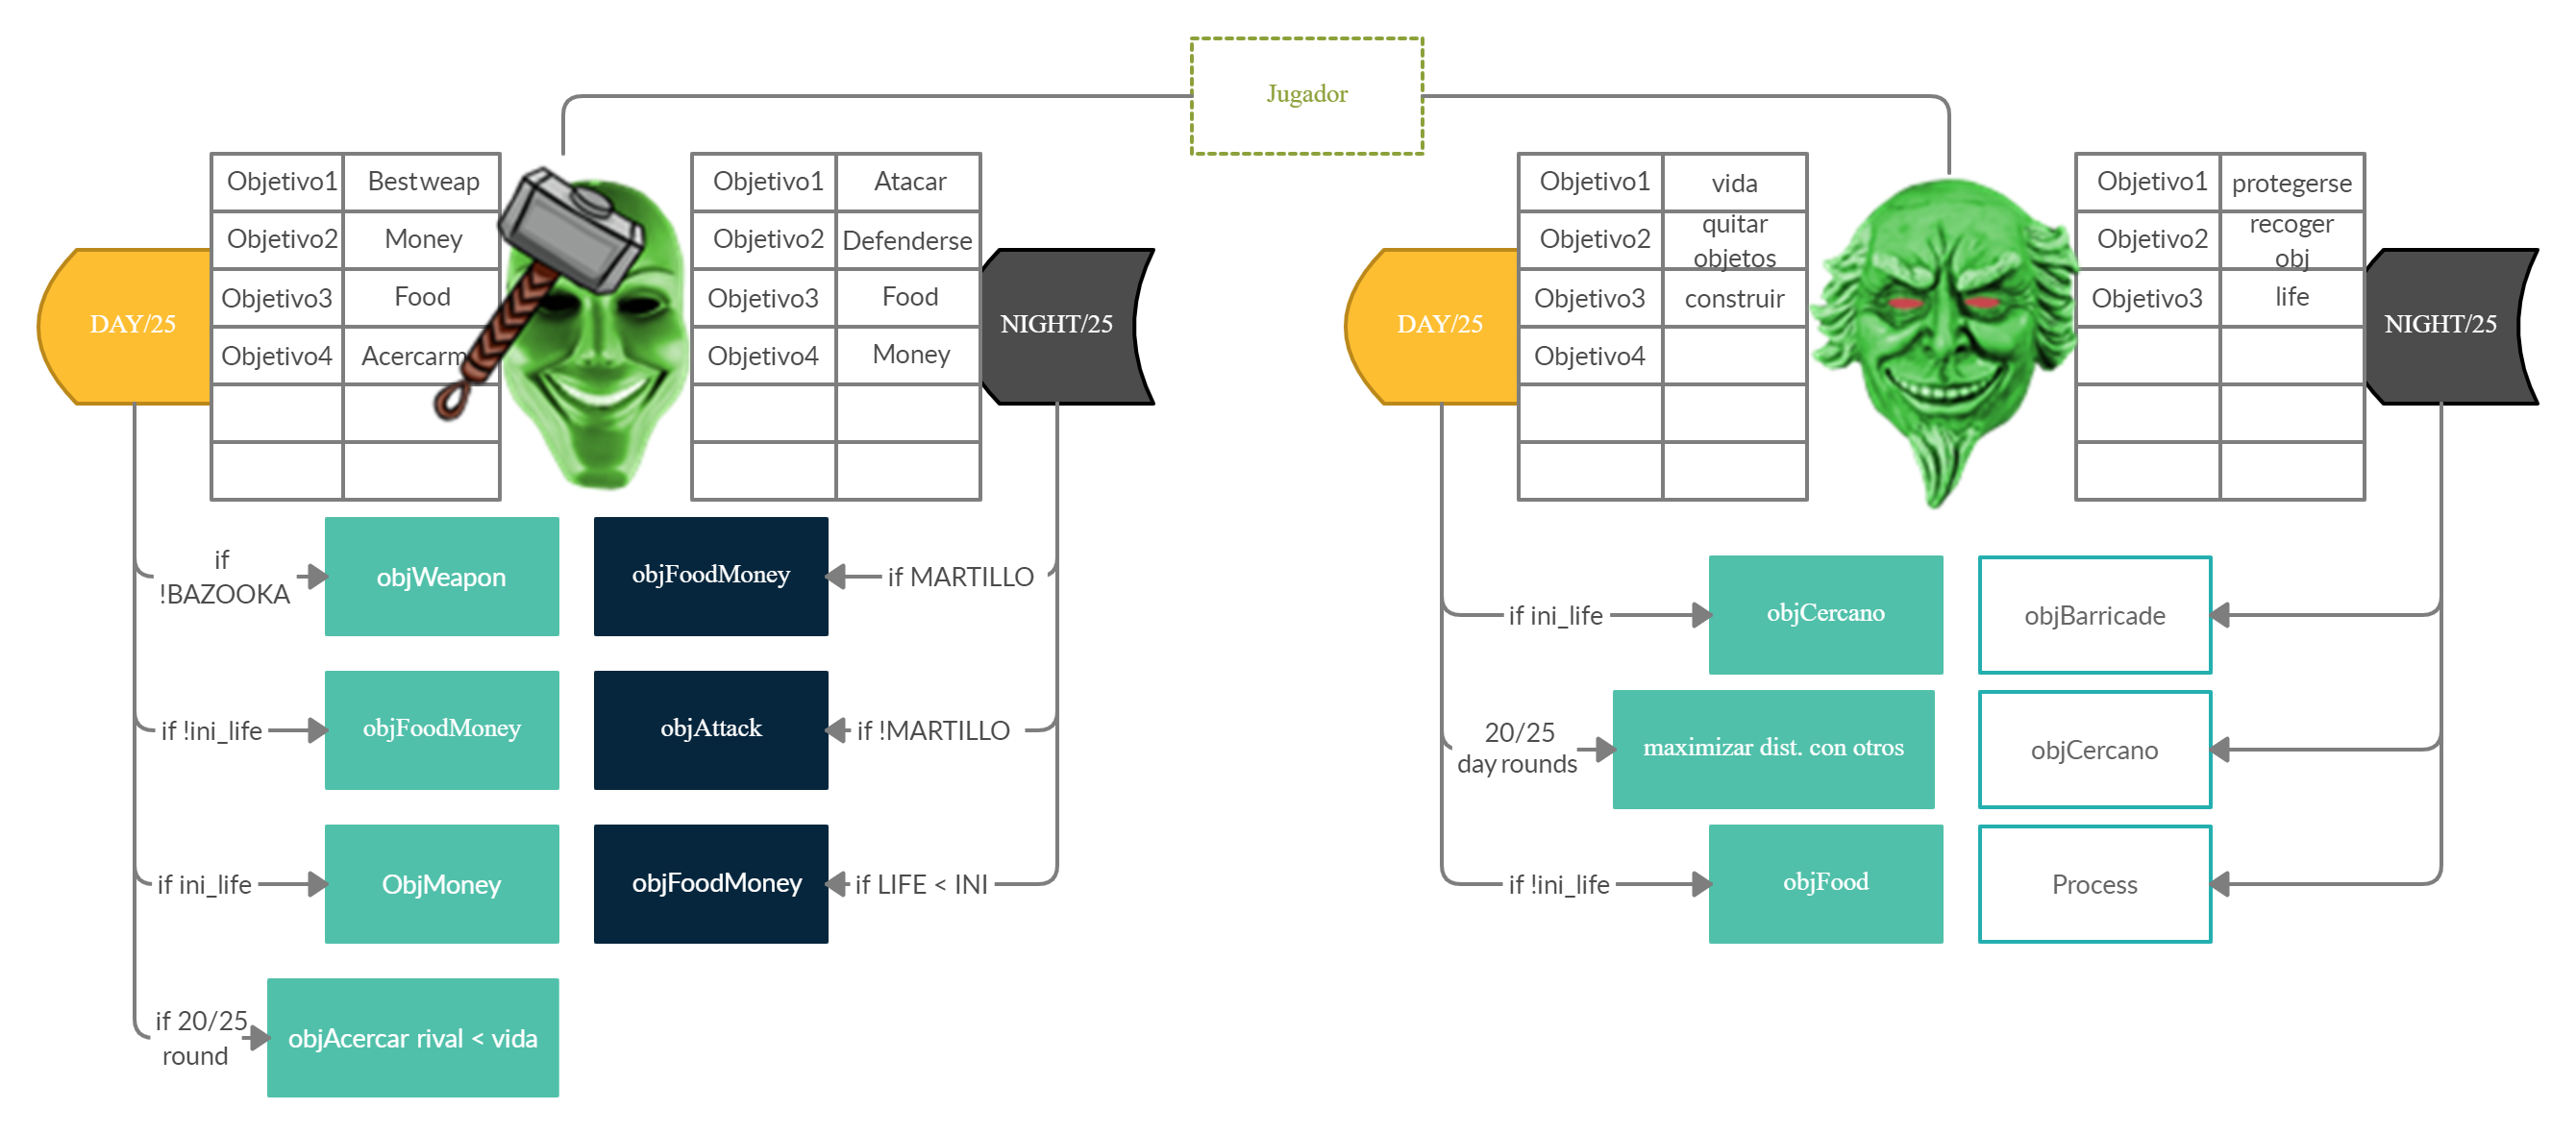 Jugador
DAY/25
Objetivo1 Bestweap
Objetivo2 Money
Objetivo3 Food
Objetivo4 Acercarm
Objetivo1 Atacar
Objetivo2 Defenderse
Objetivo3 Food
Objetivo4 Money
NIGHT/25
if
!BAZOOKA
objWeapon
objFoodMoney
if MARTILLO
if !ini_life
objFoodMoney
objAttack
if !MARTILLO
if ini_life
ObjMoney
objFoodMoney
if LIFE < INI
if 20/25
round
objAcercar rival < vida
DAY/25
Objetivo1 vida
Objetivo2 quitar
objetos
Objetivo3 construir
Objetivo4
Objetivo1 protegerse
Objetivo2 recoger
obj
Objetivo3 life
NIGHT/25
if ini_life
objCercano
objBarricade
20/25
day rounds
maximizar dist. con otros
objCercano
if !ini_life
objFood
Process